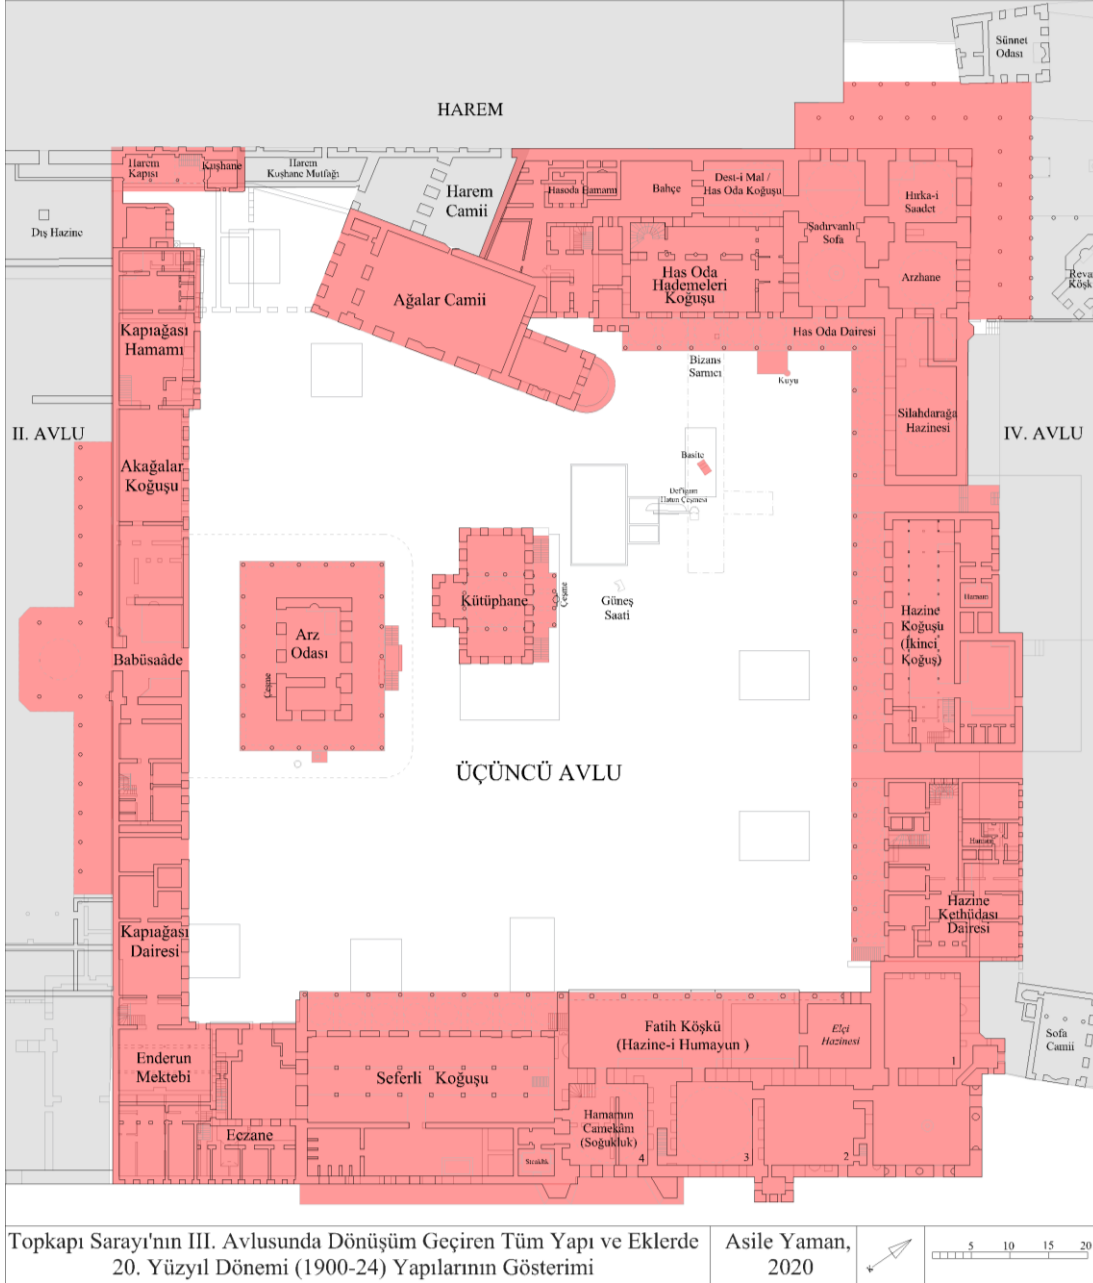 Sünnet
Odası
HAREM
Harem
Kapısı
Kuşhane
Harem
Kuşhane Mutfağı
Harem
Camii
Hasoda Hamamı
Bahçe
Dest-i Mal /
Has Oda Koğuşu
Hırka-i
Saadet
Dış Hazine
Şadırvanlı
Sofa
Arzhane
Has Oda
Hademeleri
Koğuşu
Ağalar Camii
Kapıağası
Hamamı
Has Oda Dairesi
Bizans
Sarnıcı
Kuyu
Silahdarağa
Hazinesi
II. AVLU
IV. AVLU
Akağalar
Koğuşu
Basite
Hatun Çeşmesi
Kütüphane
Çeşme
Güneş
Saati
Hamam
Hazine
Koğuşu
(İkinci
Koğuş)
Arz
Odası
Çeşme
Babüsaâde
ÜÇÜNCÜ AVLU
Hamam
Hazine
Kethüdası
Dairesi
Kapıağası
Dairesi
Fatih Köşkü
(Hazine-i Humayun )
Elçi
Hazinesi
1
Sofa
Camii
Enderun
Mektebi
Seferli Koğuşu
Eczane
Hamamın
Camekânı
(Soğukluk)
Sıcaklık
4
3
2
Topkapı Sarayı'nın III. Avlusunda Dönüşüm Geçiren Tüm Yapı ve Eklerde
20. Yüzyıl Dönemi (1900-24) Yapılarının Gösterimi
Asile Yaman,
2020
5 10 15 20